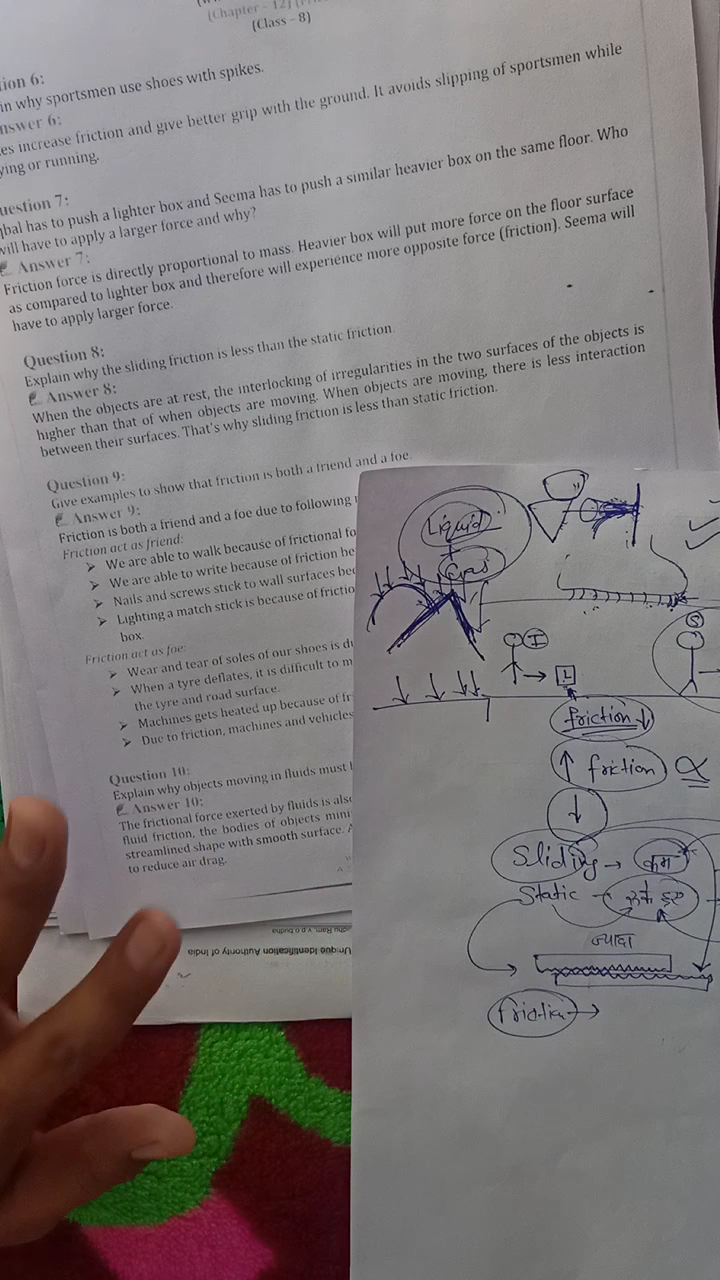 (Chapter – 12)
(Class – 8)
ion 6:
in why sportsmen use shoes with spikes.
nswer 6:
es increase friction and give better grip with the ground. It avoids slipping of sportsmen while
ying or running.
uestion 7:
qbal has to push a lighter box and Seema has to push a similar heavier box on the same floor. Who
will have to apply a larger force and why?
Answer 7:
Friction force is directly proportional to mass. Heavier box will put more force on the floor surface
as compared to lighter box and therefore will experience more opposite force (friction). Seema will
have to apply larger force.
Question 8:
Explain why the sliding friction is less than the static friction.
Answer 8:
When the objects are at rest, the interlocking of irregularities in the two surfaces of the objects is
higher than that of when objects are moving. When objects are moving, there is less interaction
between their surfaces. That's why sliding friction is less than static friction.
Question 9:
Give examples to show that friction is both a friend and a foe.
Answer 9:
Friction is both a friend and a foe due to following
Friction act as friend:
➢ We are able to walk because of frictional fo
➢ We are able to write because of friction be
➢ Nails and screws stick to wall surfaces be
➢ Lighting a match stick is because of frictio
box.
Friction act as foe:
➢ Wear and tear of soles of our shoes is d
➢ When a tyre deflates, it is difficult to m
the tyre and road surface.
➢ Machines gets heated up because of fr
➢ Due to friction, machines and vehicles
Question 10:
Explain why objects moving in fluids must
Answer 10:
The frictional force exerted by fluids is als
fluid friction, the bodies of objects mini
streamlined shape with smooth surface.
to reduce air drag.
Unique Identification Authority of India
Liquid
I
S
L
friction ↓
↑ friction ∝
↓
Sliding → कम
Static → रुके हुए
ज्यादा
friction →